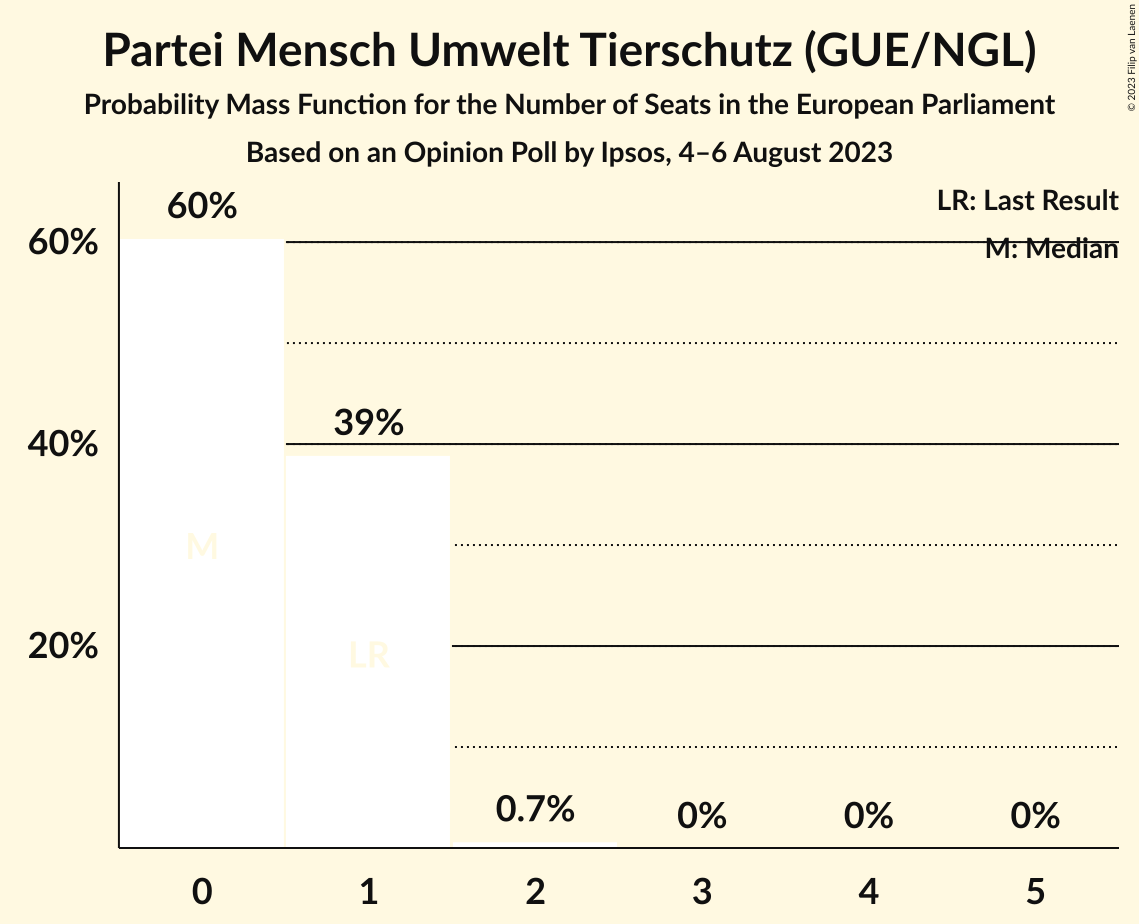 Partei Mensch Umwelt Tierschutz (GUE/NGL)
Probability Mass Function for the Number of Seats in the European Parliament
Based on an Opinion Poll by Ipsos, 4–6 August 2023
© 2023 Filip van Laenen
LR: Last Result
M: Median
60%
40%
20%
60%
39%
0.7%
0%
0%
0%
M
LR
0 1 2 3 4 5